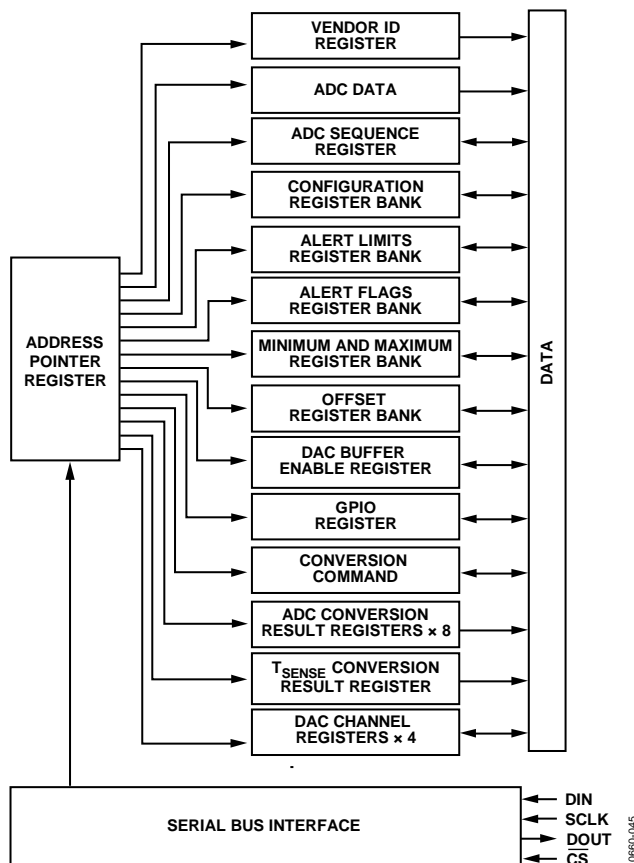 VENDOR ID
REGISTER
ADC DATA
ADC SEQUENCE
REGISTER
CONFIGURATION
REGISTER BANK
ALERT LIMITS
REGISTER BANK
ALERT FLAGS
REGISTER BANK
ADDRESS
POINTER
REGISTER
MINIMUM AND MAXIMUM
REGISTER BANK
DATA
OFFSET
REGISTER BANK
DAC BUFFER
ENABLE REGISTER
GPIO
REGISTER
CONVERSION
COMMAND
ADC CONVERSION
RESULT REGISTERS × 8
TSENSE CONVERSION
RESULT REGISTER
DAC CHANNEL
REGISTERS × 4
SERIAL BUS INTERFACE
DIN
SCLK
DOUT
CS